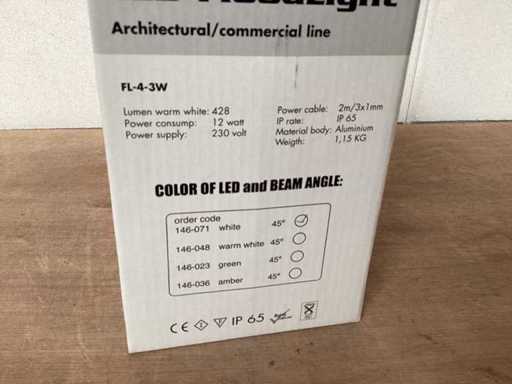 LED FloodLight
Architectural/commercial line
FL-4-3W
Lumen warm white: 428
Power consump: 12 watt
Power supply: 230 volt
Power cable: 2m/3x1mm
IP rate: IP 65
Material body: Aluminium
Weigth: 1,15 KG
COLOR OF LED and BEAM ANGLE:
order code
146-071 white 45°
146-048 warm white 45°
146-023 green 45°
146-036 amber 45°
CE IP 65